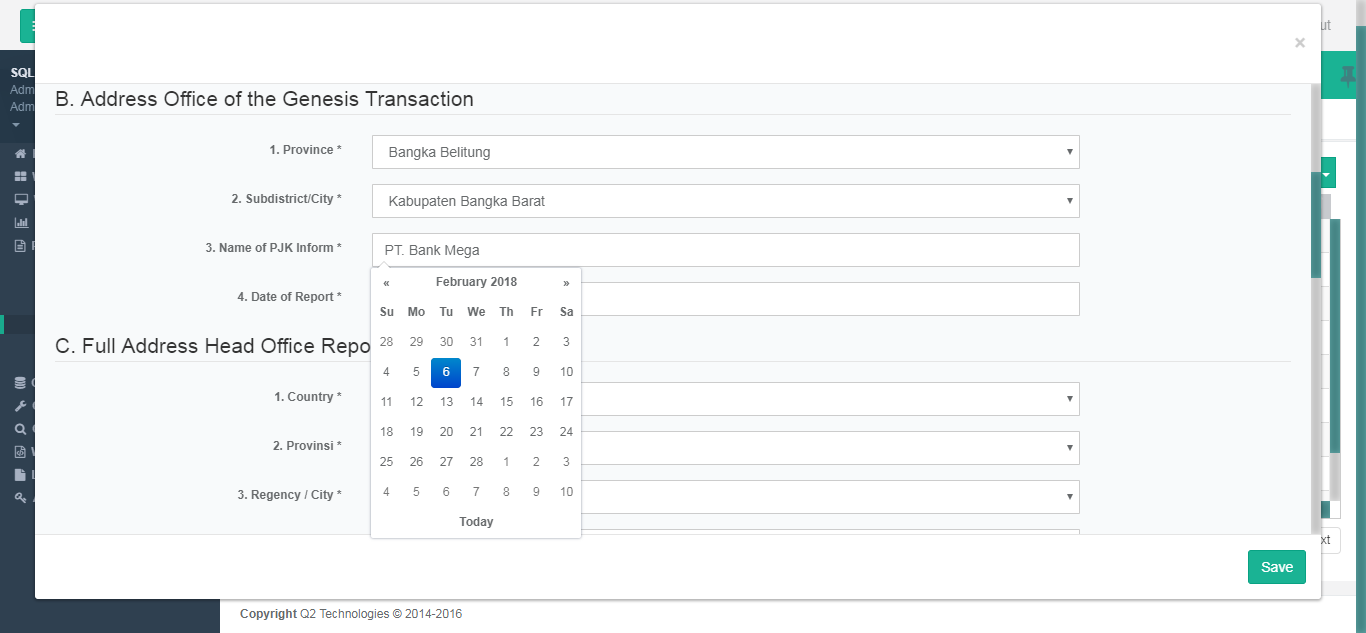 ut
×
SQL
Adm
Adm
B. Address Office of the Genesis Transaction
1. Province *
Bangka Belitung
2. Subdistrict/City *
Kabupaten Bangka Barat
3. Name of PJK Inform *
PT. Bank Mega
4. Date of Report *
« February 2018 »
Su Mo Tu We Th Fr Sa
28 29 30 31 1 2 3
4 5 6 7 8 9 10
11 12 13 14 15 16 17
18 19 20 21 22 23 24
25 26 27 28 1 2 3
4 5 6 7 8 9 10
Today
C. Full Address Head Office Repo
1. Country *
2. Provinsi *
3. Regency / City *
xt
Save
Copyright Q2 Technologies © 2014-2016